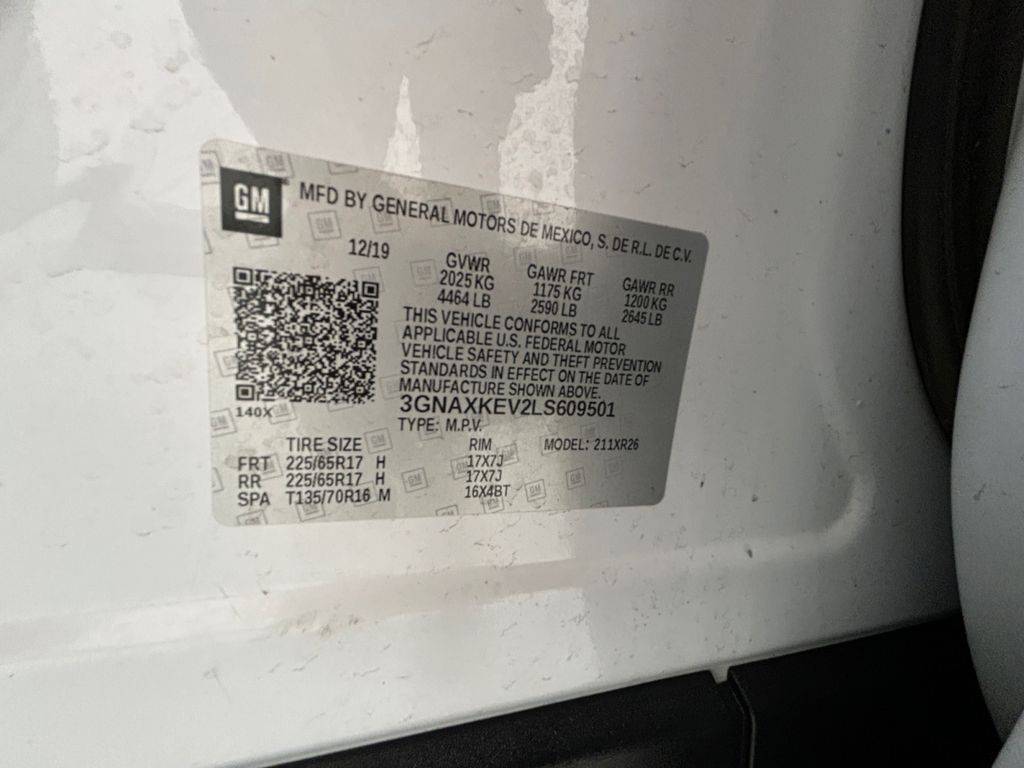 GM
MFD BY GENERAL MOTORS DE MEXICO, S. DE R.L. DE C.V.
12/19
GVWR GAWR FRT GAWR RR
2025 KG 1175 KG 1200 KG
4464 LB 2590 LB 2645 LB
THIS VEHICLE CONFORMS TO ALL
APPLICABLE U.S. FEDERAL MOTOR
VEHICLE SAFETY AND THEFT PREVENTION
STANDARDS IN EFFECT ON THE DATE OF
MANUFACTURE SHOWN ABOVE.
140X
3GNAXKEV2LS609501
TYPE: M.P.V.
TIRE SIZE RIM MODEL: 211XR26
FRT 225/65R17 H 17X7J
RR 225/65R17 H 17X7J
SPA T135/70R16 M 16X4BT